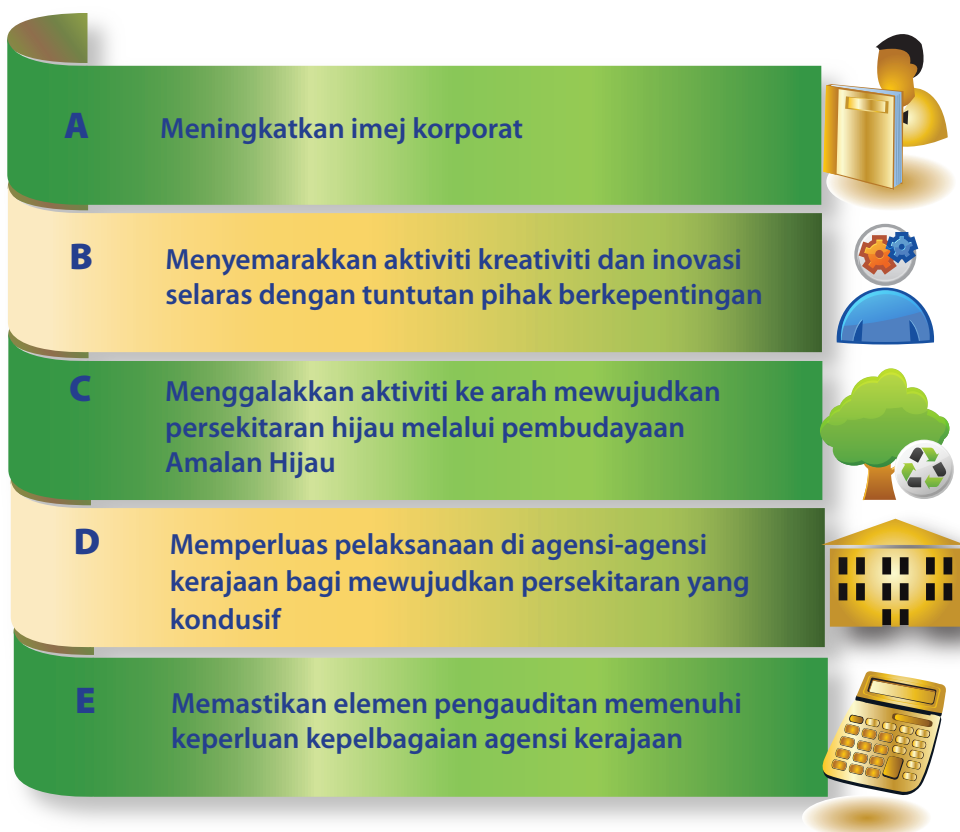 A Meningkatkan imej korporat
B Menyemarakkan aktiviti kreativiti dan inovasi
selaras dengan tuntutan pihak berkepentingan
C Menggalakkan aktiviti ke arah mewujudkan
persekitaran hijau melalui pembudayaan
Amalan Hijau
D Memperluas pelaksanaan di agensi-agensi
kerajaan bagi mewujudkan persekitaran yang
kondusif
E Memastikan elemen pengauditan memenuhi
keperluan kepelbagaian agensi kerajaan